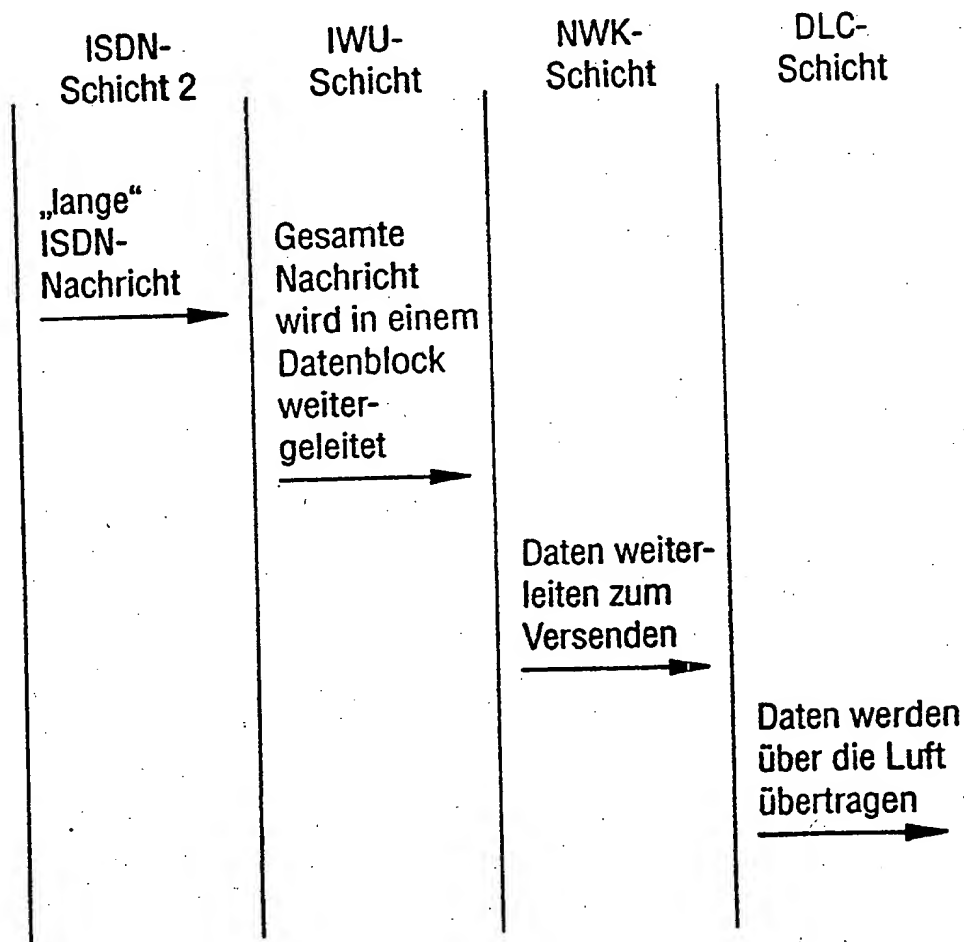 ISDN-
Schicht 2
IWU-
Schicht
NWK-
Schicht
DLC-
Schicht
„lange“
ISDN-
Nachricht
Gesamte
Nachricht
wird in einem
Datenblock
weiter-
geleitet
Daten weiter-
leiten zum
Versenden
Daten werden
über die Luft
übertragen